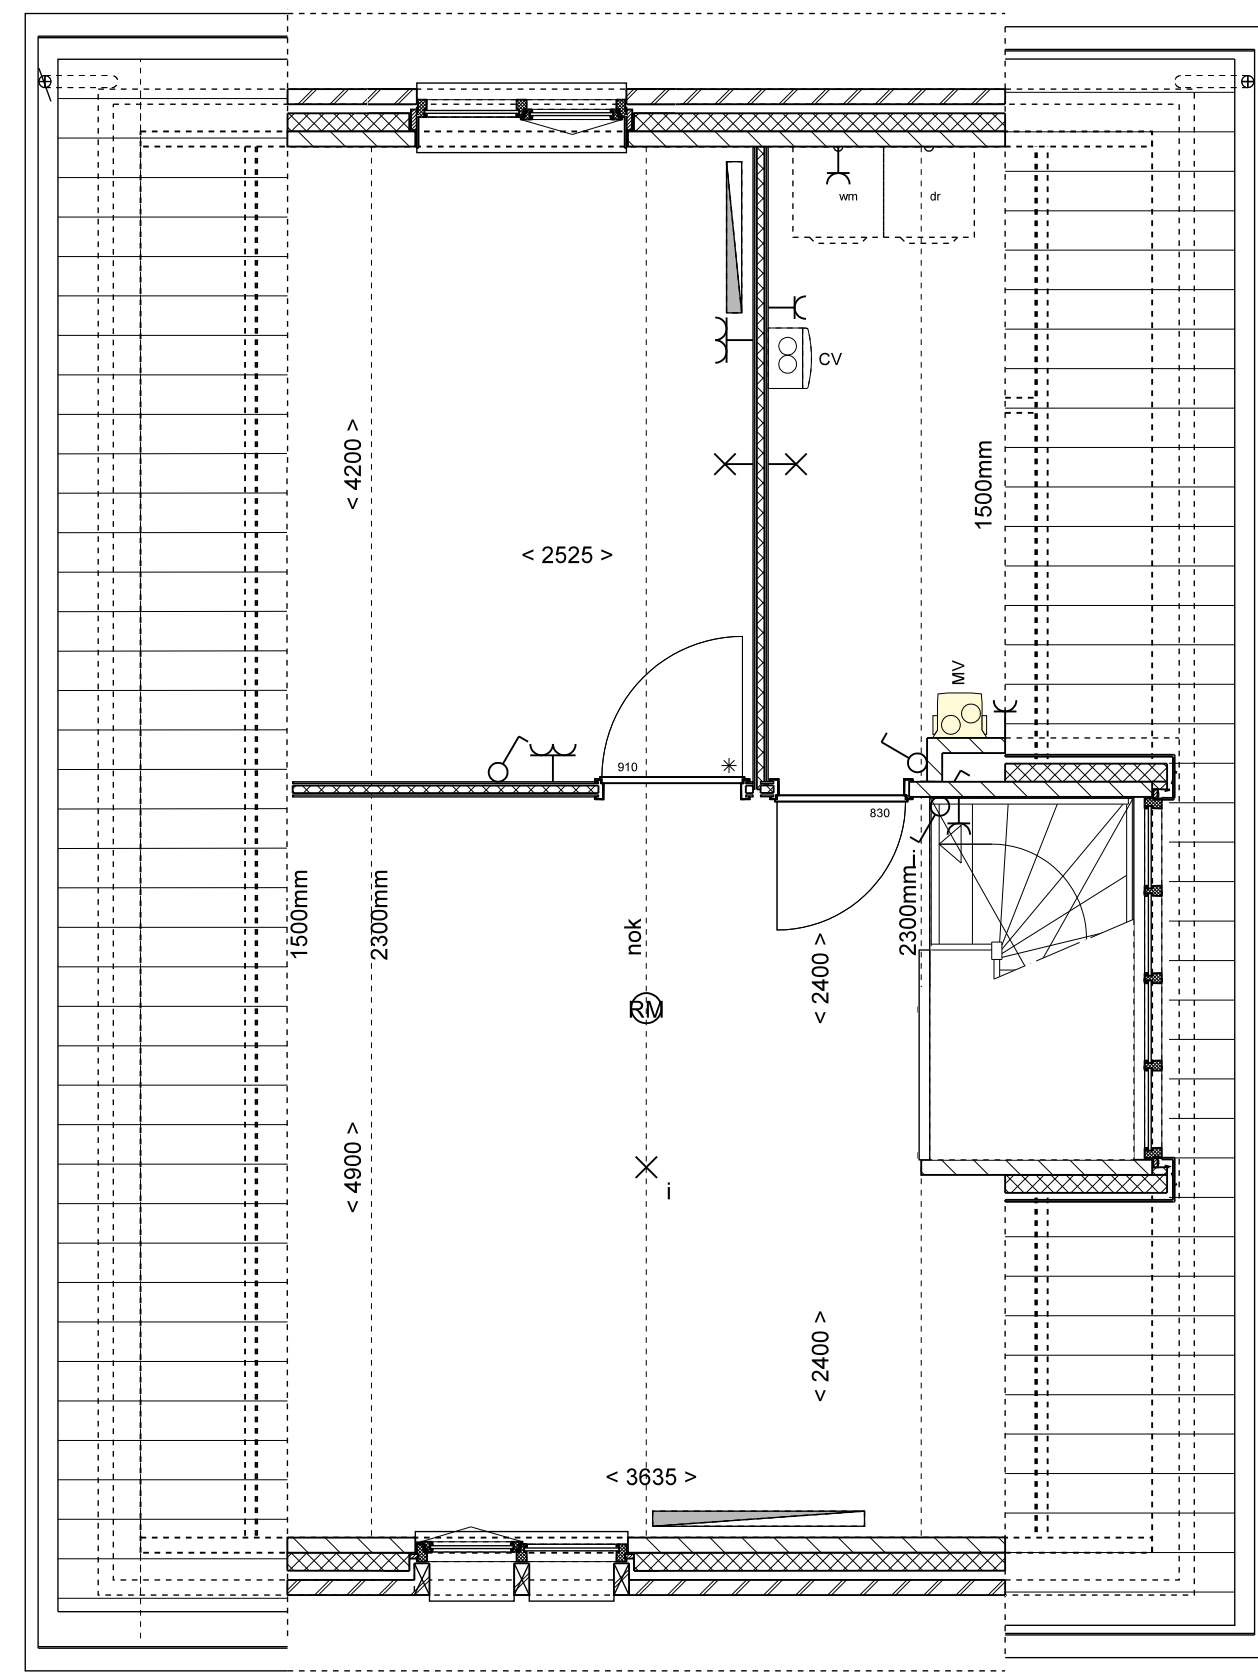 wm
dr
CV
< 4200 >
1500mm
< 2525 >
MV
910
830
1500mm
2300mm
nok
2300mm
< 2400 >
RM
< 4900 >
i
< 2400 >
< 3635 >